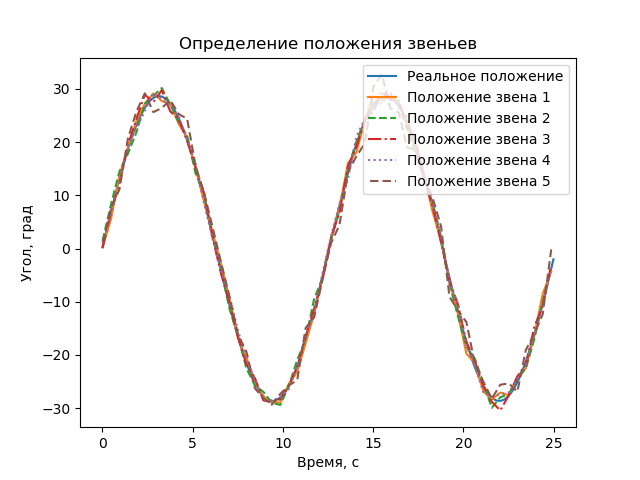 Определение положения звеньев
Реальное положение
Положение звена 1
Положение звена 2
Положение звена 3
Положение звена 4
Положение звена 5
Угол, град
30
20
10
0
−10
−20
−30
0
5
10
15
20
25
Время, с